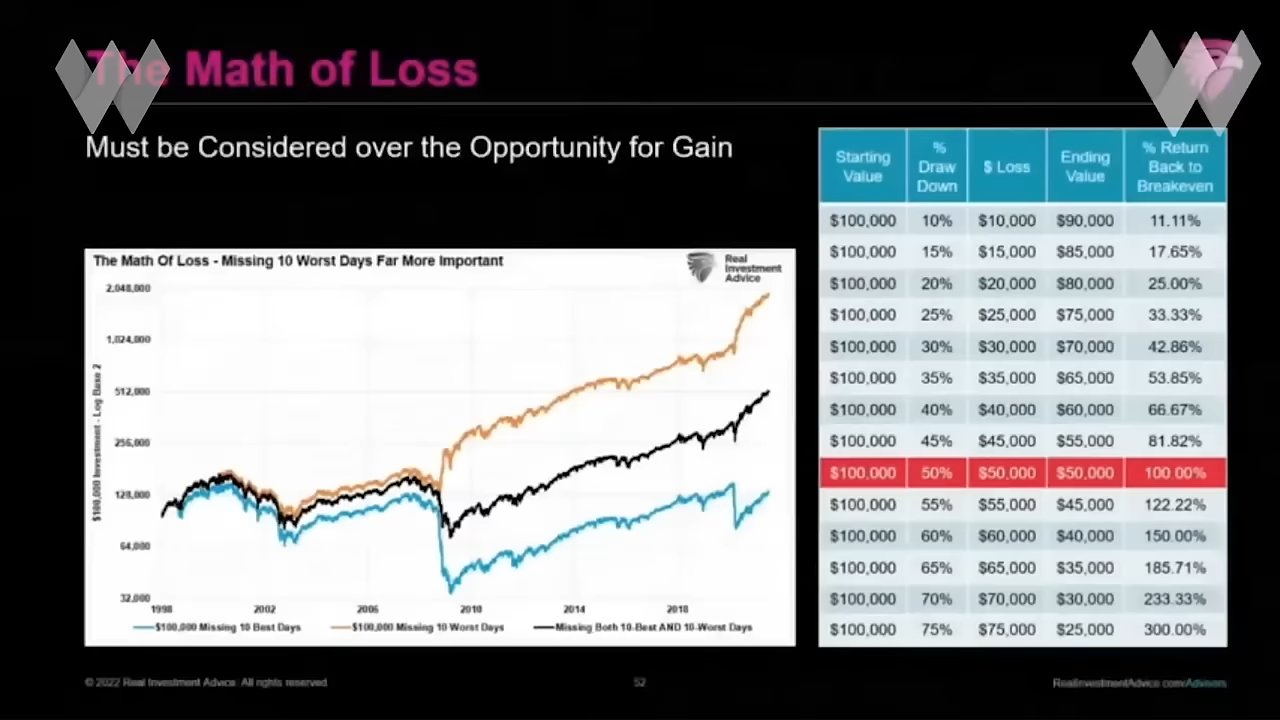 The Math of Loss
Must be Considered over the Opportunity for Gain
The Math Of Loss - Missing 10 Worst Days Far More Important
Real
Investment
Advice
$100,000 Investment - Log Base 2
2,048,000
1,024,000
512,000
256,000
128,000
64,000
32,000
1998 2002 2006 2010 2014 2018
$100,000 Missing 10 Best Days $100,000 Missing 10 Worst Days Missing Both 10-Best AND 10-Worst Days
Starting Value % Draw Down $ Loss Ending Value % Return Back to Breakeven
$100,000 10% $10,000 $90,000 11.11%
$100,000 15% $15,000 $85,000 17.65%
$100,000 20% $20,000 $80,000 25.00%
$100,000 25% $25,000 $75,000 33.33%
$100,000 30% $30,000 $70,000 42.86%
$100,000 35% $35,000 $65,000 53.85%
$100,000 40% $40,000 $60,000 66.67%
$100,000 45% $45,000 $55,000 81.82%
$100,000 50% $50,000 $50,000 100.00%
$100,000 55% $55,000 $45,000 122.22%
$100,000 60% $60,000 $40,000 150.00%
$100,000 65% $65,000 $35,000 185.71%
$100,000 70% $70,000 $30,000 233.33%
$100,000 75% $75,000 $25,000 300.00%
© 2022 Real Investment Advice. All rights reserved.
52
RealInvestmentAdvice.com/Advisors